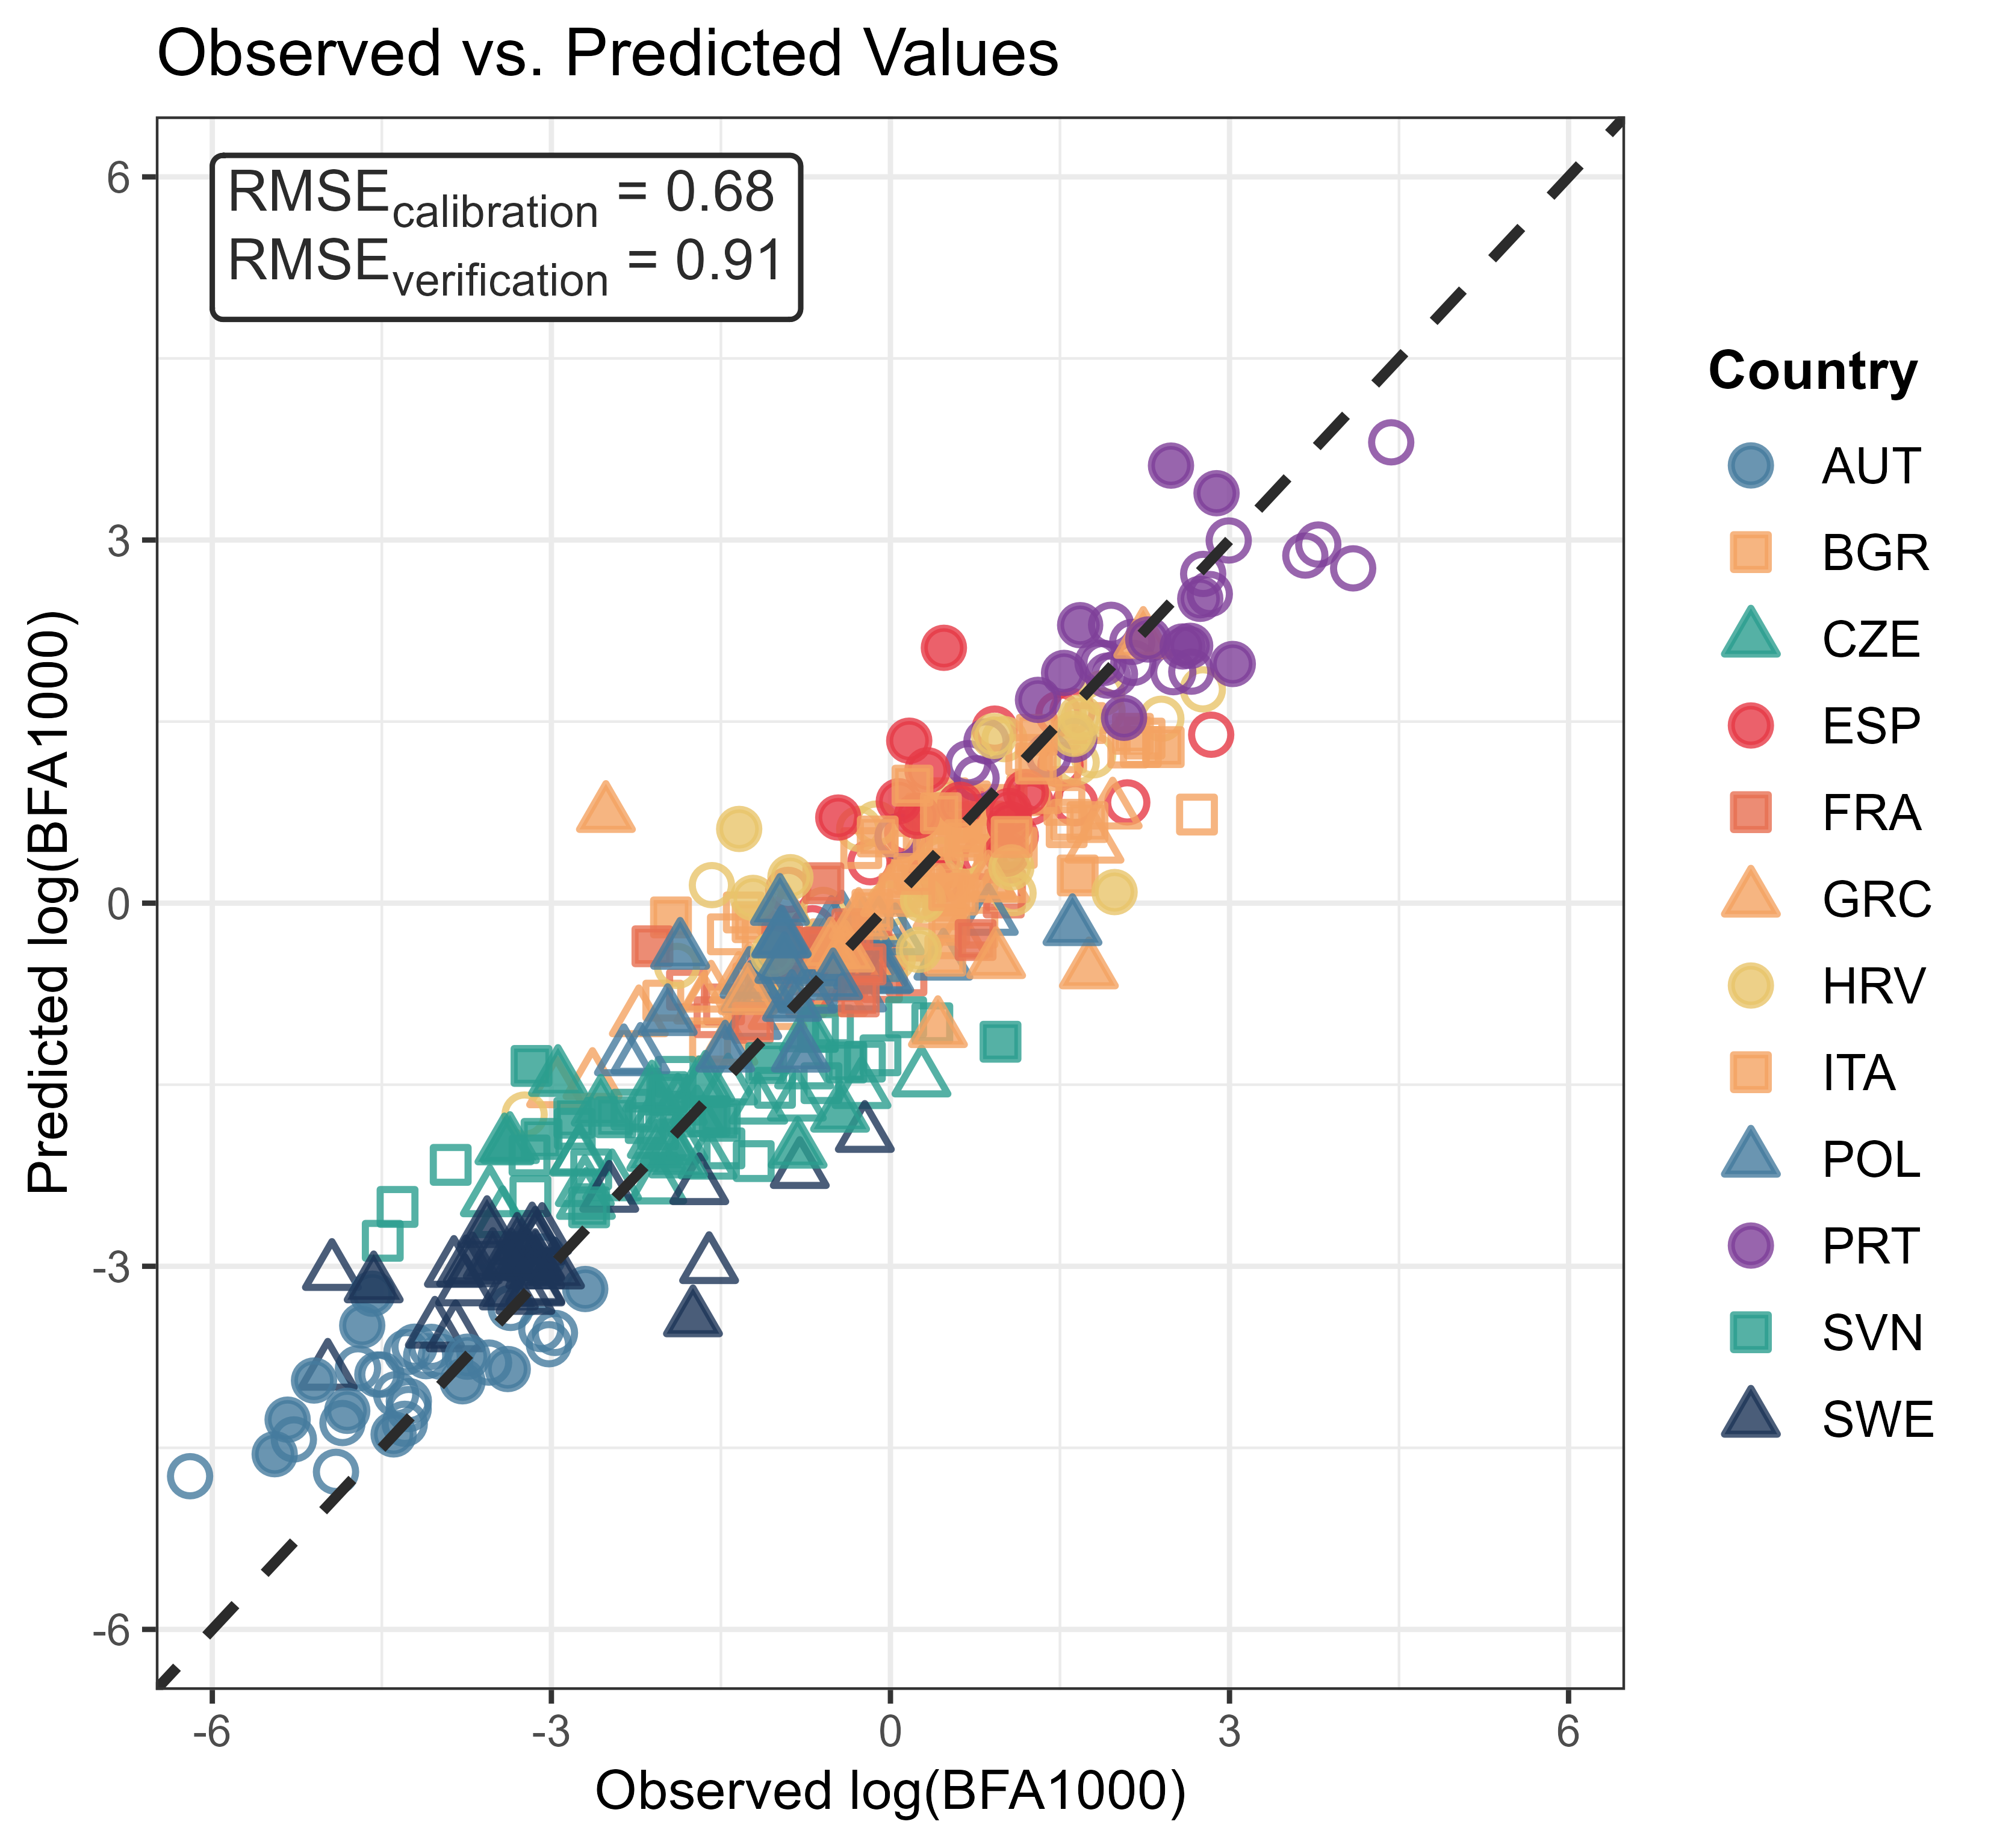 Observed vs. Predicted Values
RMSEcalibration = 0.68
RMSEverification = 0.91
6
3
0
-3
-6
Predicted log(BFA1000)
-6
-3
0
3
6
Observed log(BFA1000)
Country
AUT
BGR
CZE
ESP
FRA
GRC
HRV
ITA
POL
PRT
SVN
SWE